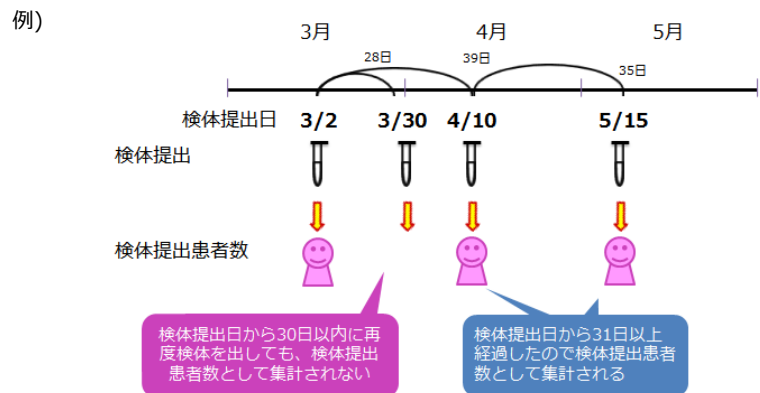 例)
3月 4月 5月
28日 39日 35日
検体提出日 3/2 3/30 4/10 5/15
検体提出
検体提出患者数
検体提出日から30日以内に再
度検体を出しても、検体提出
患者数として集計されない
検体提出日から31日以上
経過したので検体提出患者
数として集計される